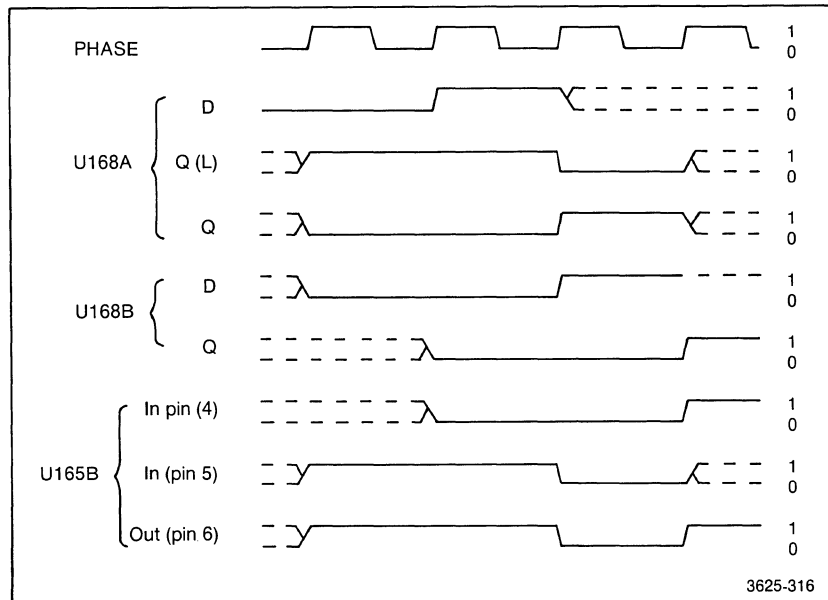 PHASE 1
0
U168A
D 1
0
Q (L) 1
0
Q 1
0
U168B
D 1
0
Q 1
0
U165B
In pin (4) 1
0
In (pin 5) 1
0
Out (pin 6) 1
0
3625-316